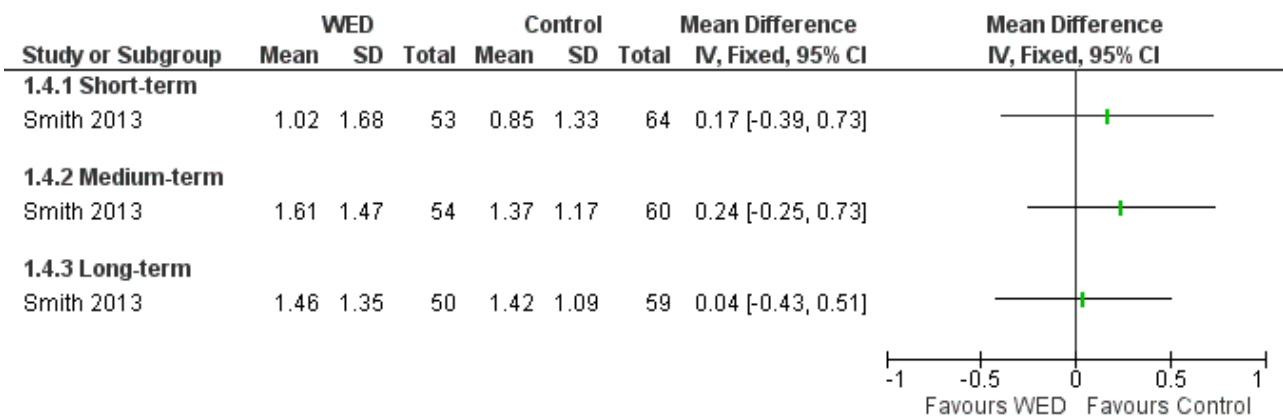 WED Control Mean Difference Mean Difference
Study or Subgroup Mean SD Total Mean SD Total IV, Fixed, 95% CI IV, Fixed, 95% CI
1.4.1 Short-term
Smith 2013 1.02 1.68 53 0.85 1.33 64 0.17 [-0.39, 0.73]
1.4.2 Medium-term
Smith 2013 1.61 1.47 54 1.37 1.17 60 0.24 [-0.25, 0.73]
1.4.3 Long-term
Smith 2013 1.46 1.35 50 1.42 1.09 59 0.04 [-0.43, 0.51]
-1 -0.5 0 0.5 1
Favours WED Favours Control